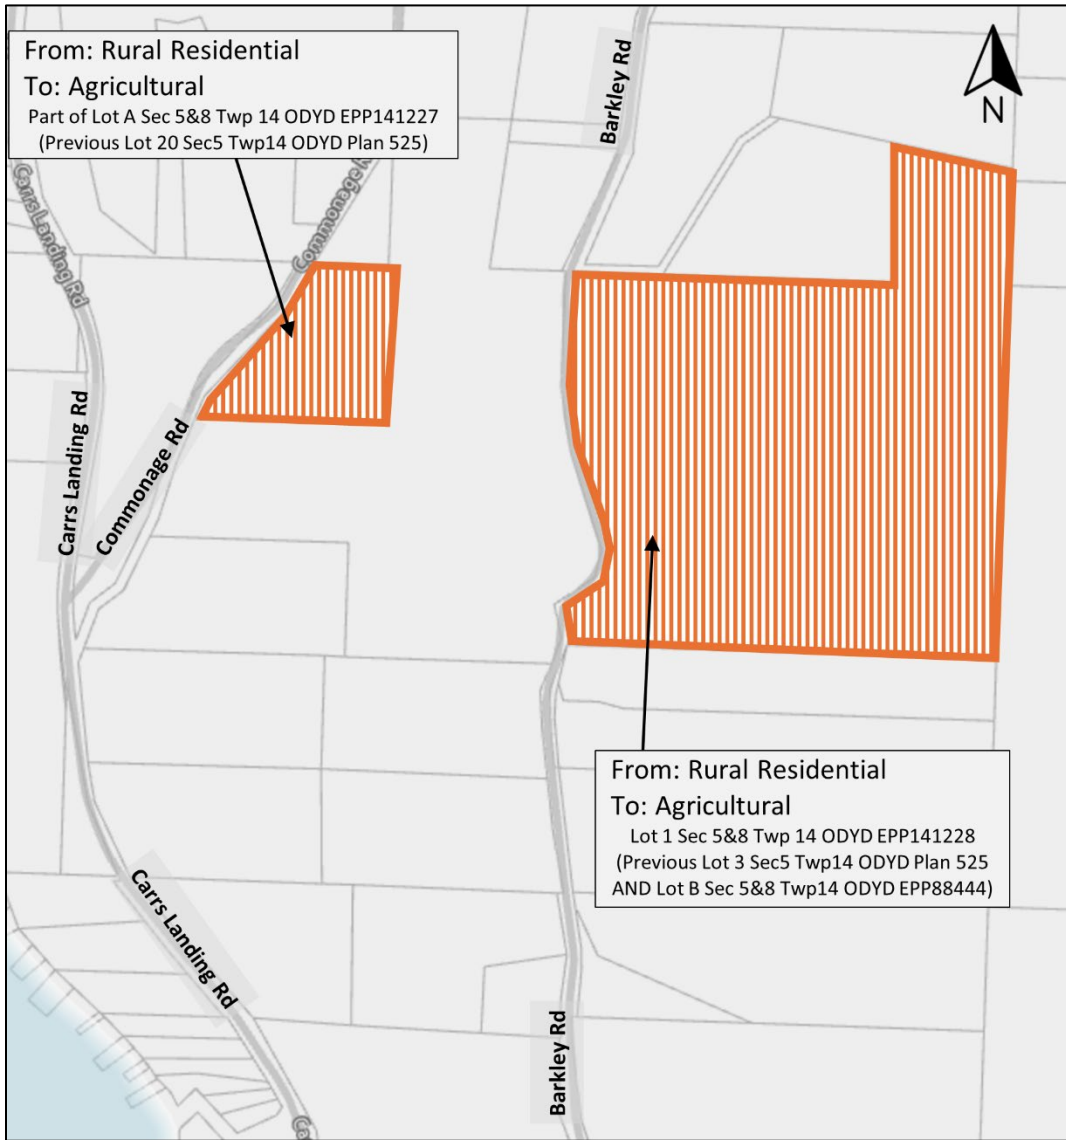 From: Rural Residential
To: Agricultural
Part of Lot A Sec 5&8 Twp 14 ODYD EPP141227
(Previous Lot 20 Sec5 Twp14 ODYD Plan 525)
Barkley Rd
N
Carrs Landing Rd
Commonage R
Carrs Landing Rd
Commonage Rd
From: Rural Residential
To: Agricultural
Lot 1 Sec 5&8 Twp 14 ODYD EPP141228
(Previous Lot 3 Sec5 Twp14 ODYD Plan 525
AND Lot B Sec 5&8 Twp14 ODYD EPP88444)
Carrs Landing Rd
Barkley Rd
Ca